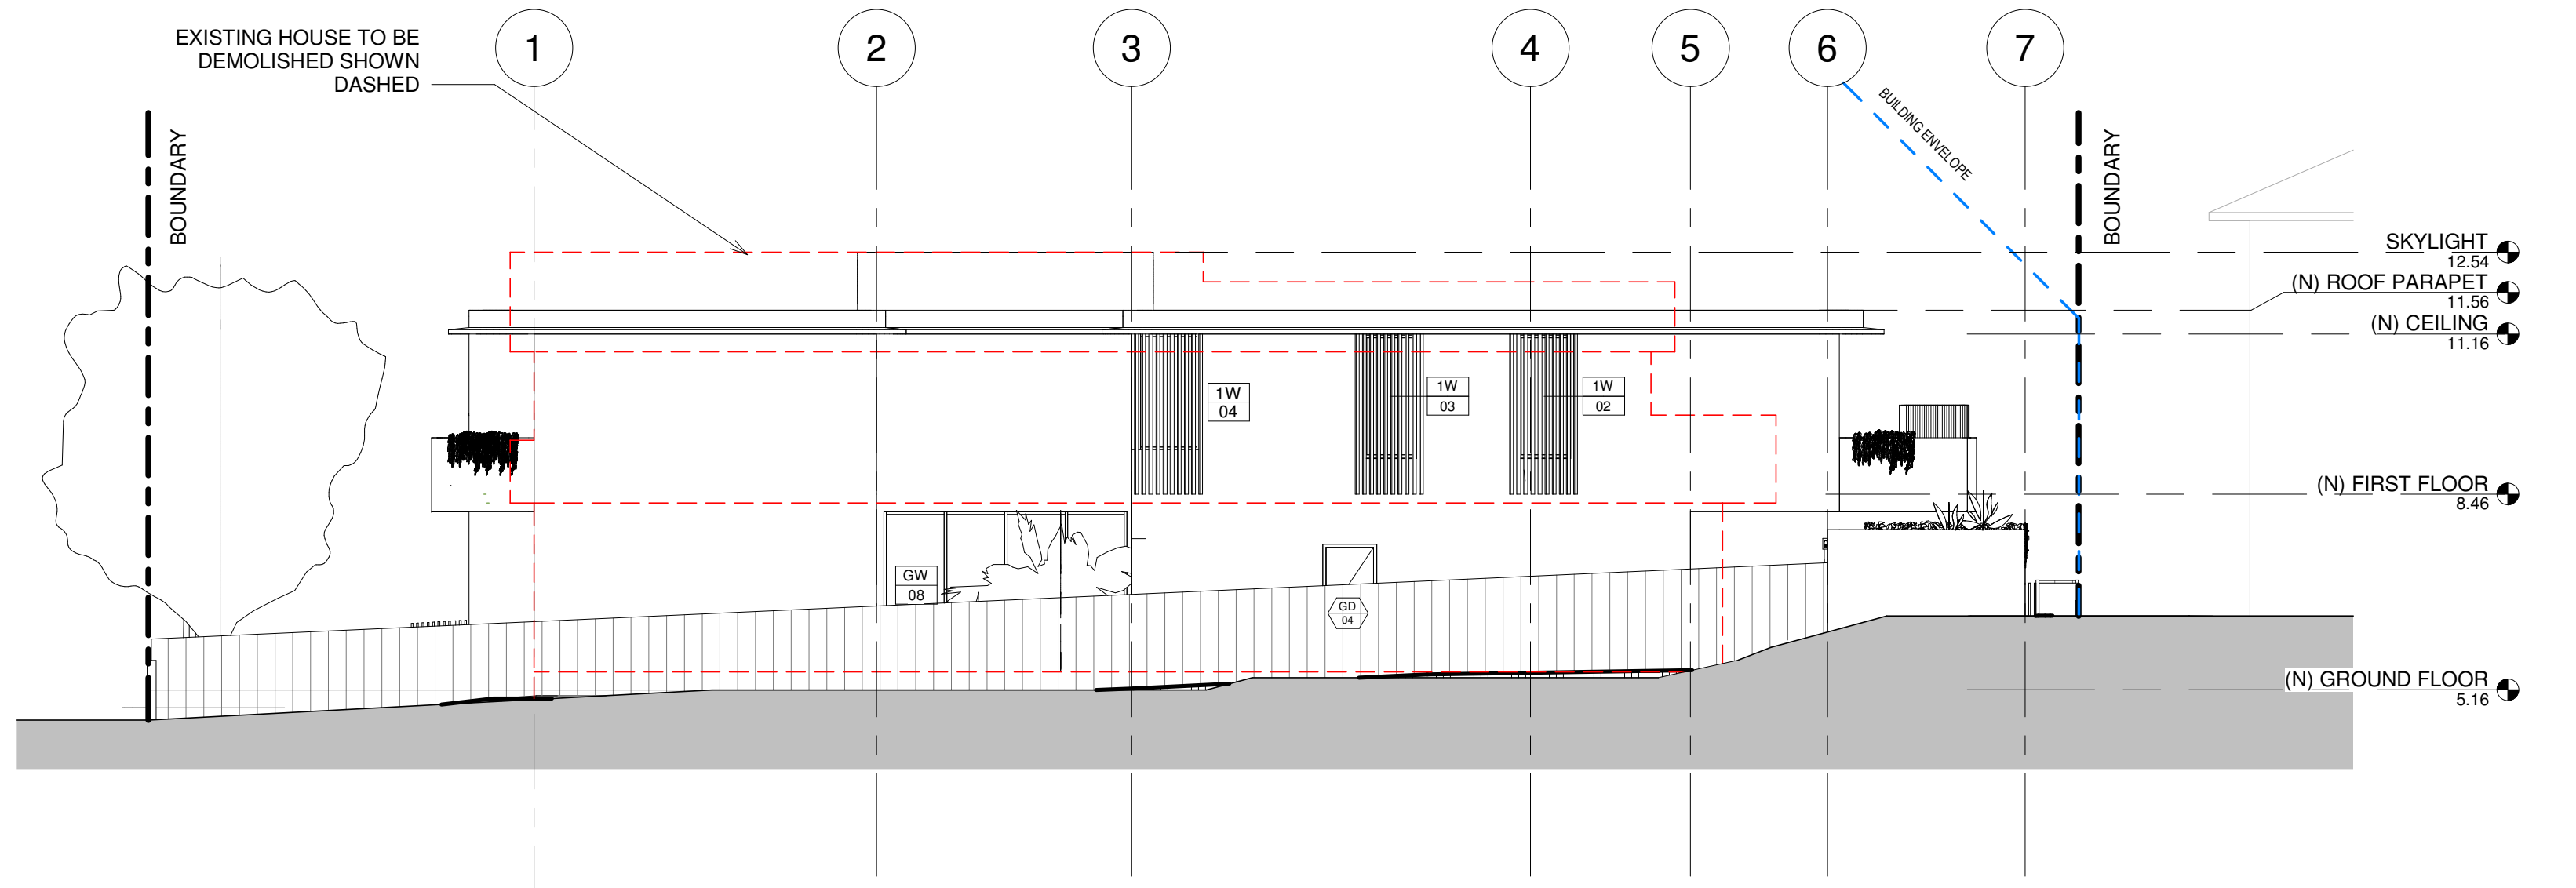 EXISTING HOUSE TO BE
DEMOLISHED SHOWN
DASHED
1
2
3
4
5
6
7
BOUNDARY
BUILDING ENVELOPE
BOUNDARY
SKYLIGHT
12.54
(N) ROOF PARAPET
11.56
(N) CEILING
11.16
1W
04
1W
03
1W
02
(N) FIRST FLOOR
8.46
GW
08
GD
04
(N) GROUND FLOOR
5.16